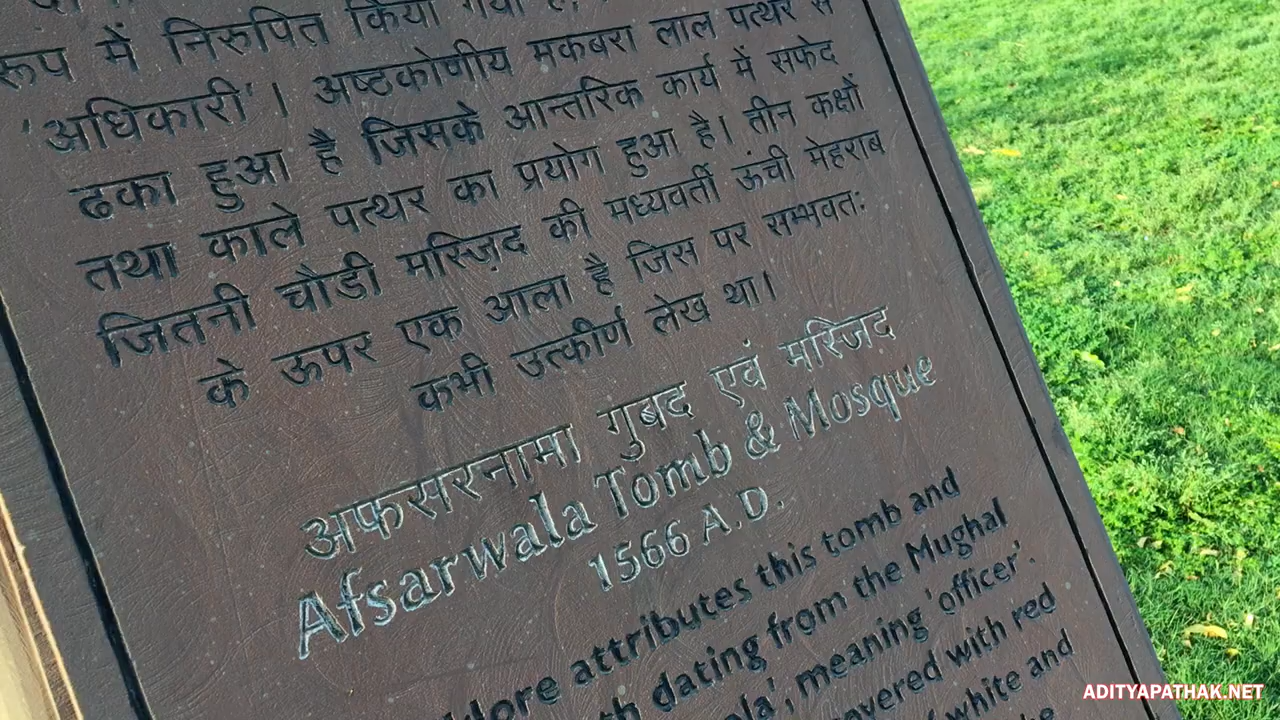 रूप में निरुपित किया गया है,
'अधिकारी'। अष्ठकोणीय मकबरा लाल पत्थर से
ढका हुआ है जिसके आन्तरिक कार्य में सफेद
तथा काले पत्थर का प्रयोग हुआ है। तीन कक्षों
जितनी चौडी मस्ज़िद की मध्यवर्ती ऊंची मेहराब
के ऊपर एक आला है जिस पर सम्भवतः
कभी उत्कीर्ण लेख था।
अफसरनामा गुबद एवं मस्जिद
Afsarwala Tomb & Mosque
1566 A.D.
attributes this tomb and
dating from the Mughal
meaning 'officer'.
covered with red
white and
ADITYAPATHAK.NET